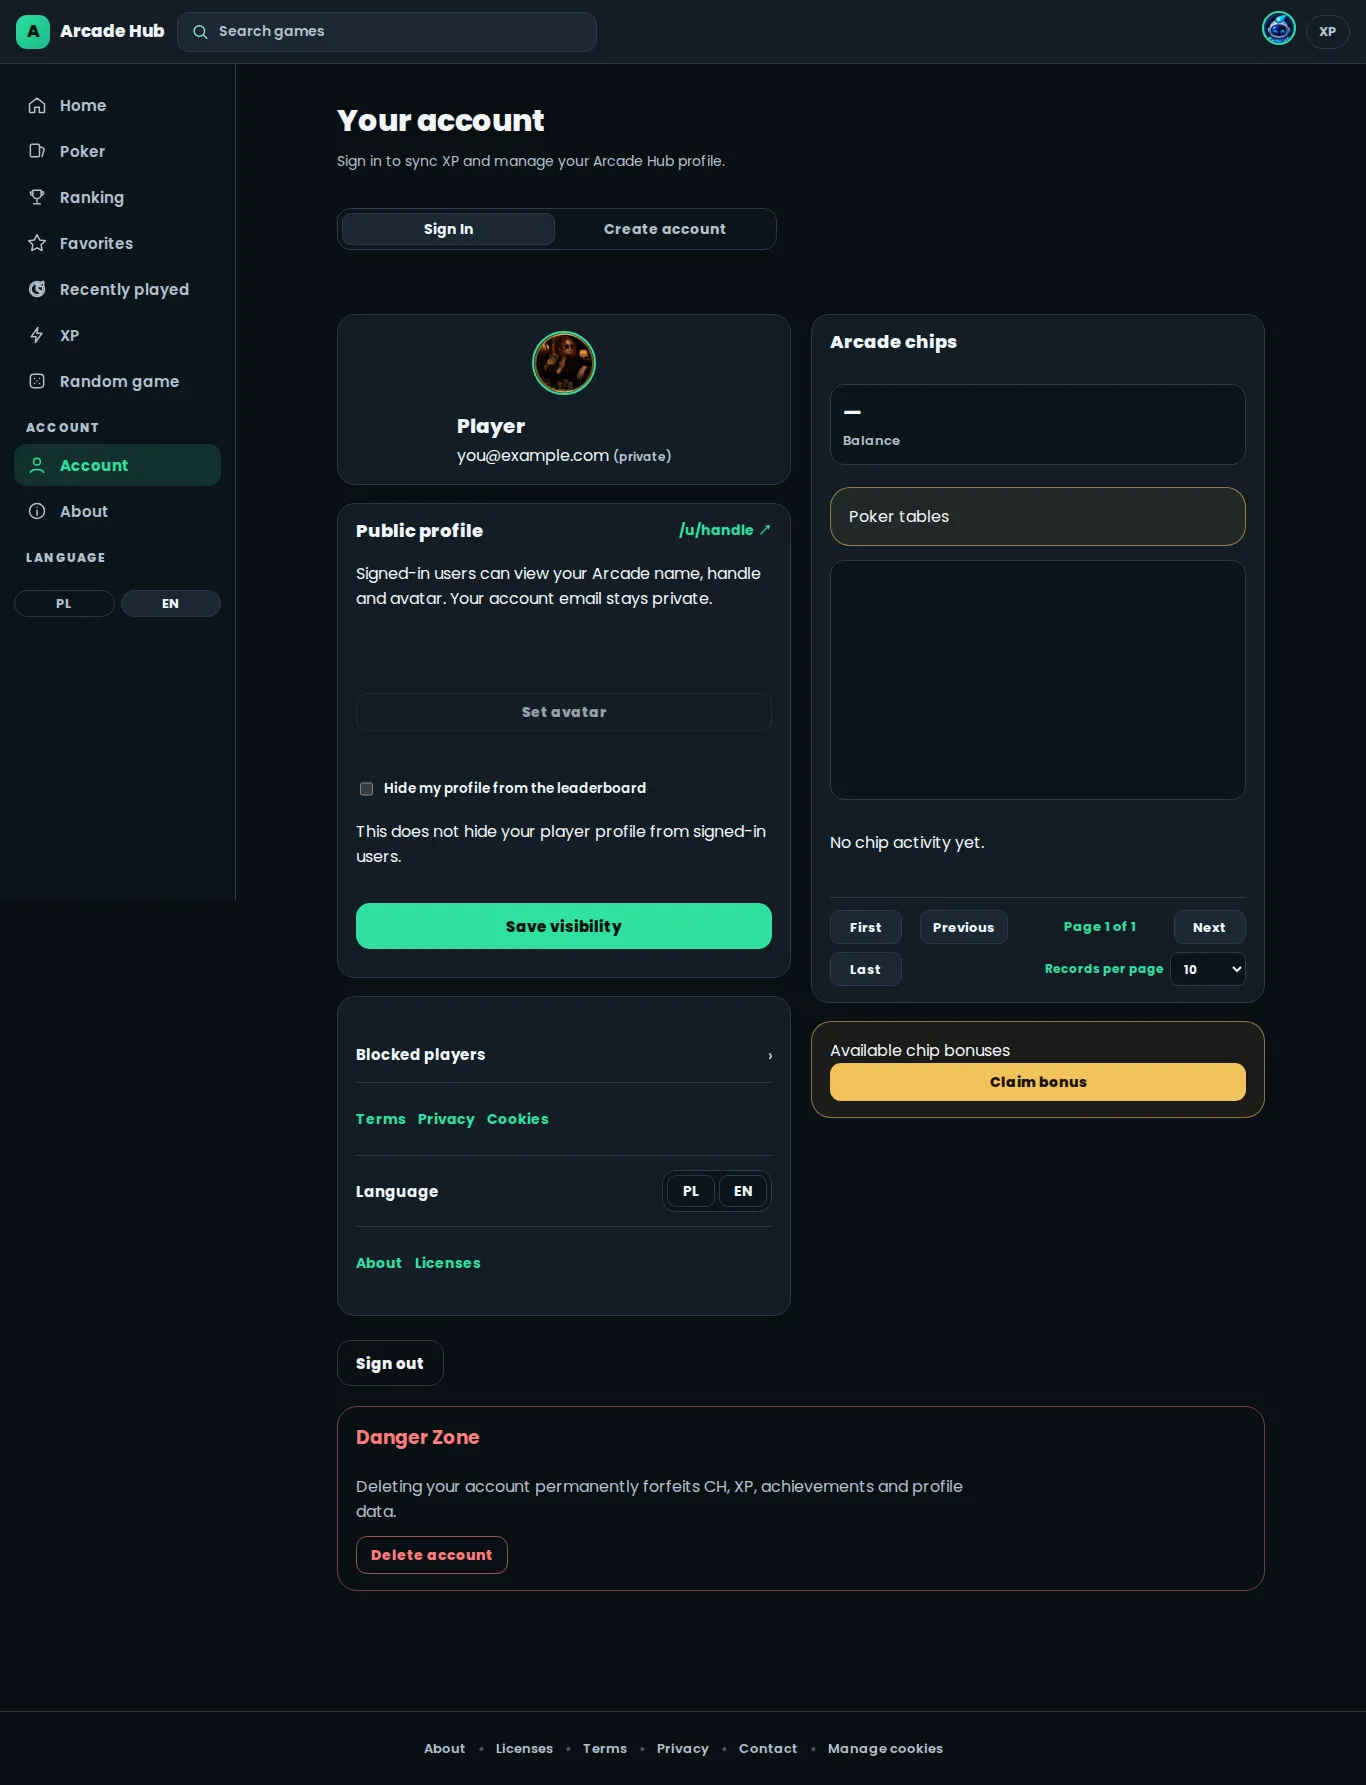 A Arcade Hub
Search games
XP
Home
Poker
Ranking
Favorites
Recently played
XP
Random game
ACCOUNT
Account
About
LANGUAGE
PL EN
Your account
Sign in to sync XP and manage your Arcade Hub profile.
Sign In Create account
Player
you@example.com (private)
Public profile /u/handle ↗
Signed-in users can view your Arcade name, handle
and avatar. Your account email stays private.
Set avatar
Hide my profile from the leaderboard
This does not hide your player profile from signed-in
users.
Save visibility
Blocked players ›
Terms Privacy Cookies
Language PL EN
About Licenses
Arcade chips
—
Balance
Poker tables
No chip activity yet.
First Previous Page 1 of 1 Next
Last Records per page 10
Available chip bonuses
Claim bonus
Sign out
Danger Zone
Deleting your account permanently forfeits CH, XP, achievements and profile
data.
Delete account
About • Licenses • Terms • Privacy • Contact • Manage cookies